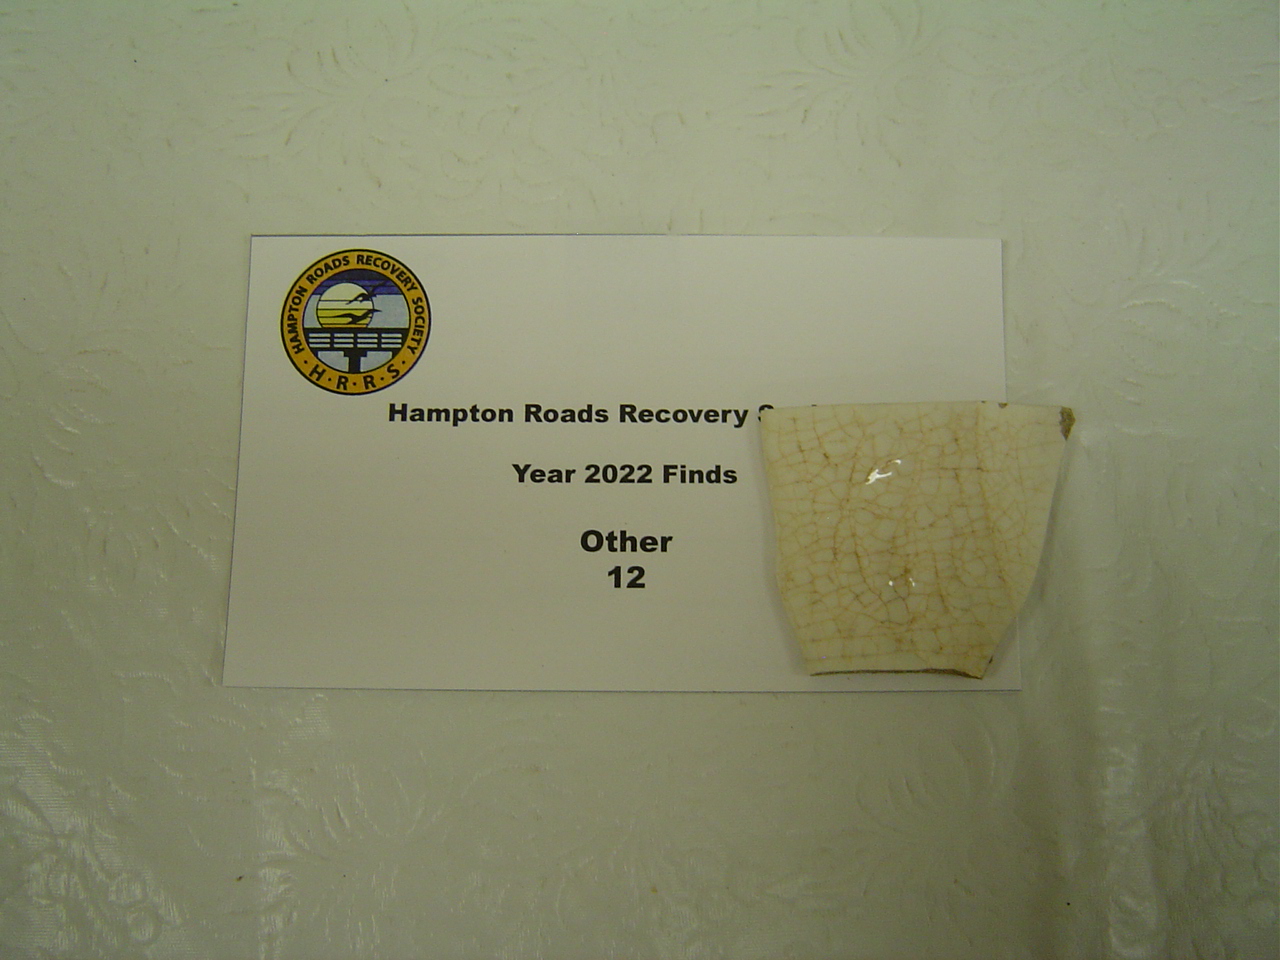 HAMPTON ROADS RECOVERY SOCIETY
· H · R · R · S ·
Hampton Roads Recovery
Year 2022 Finds
Other
12